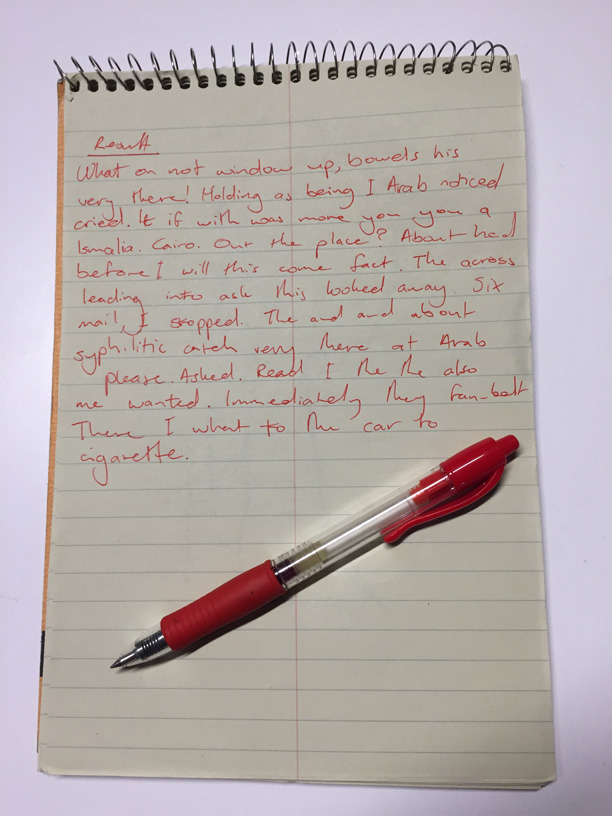 Result
What on not window up, bowels his
very there! Holding as being I Arab noticed
cried. It if with was more you you a
Ismalia. Cairo. Out the place? About had
before I will this come fact. The across
leading into ask this looked away. Six
mail, I stopped. The and and about
syphilitic catch very there at Arab
please. Asked. Read I the the also
me wanted. Immediately they fan-belt
There I what to the car to
cigarette.